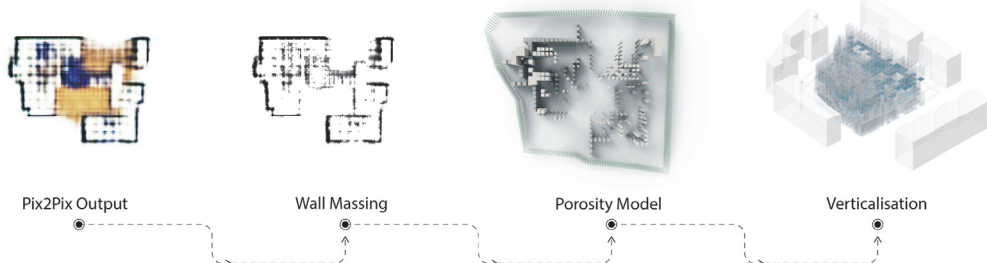 Pix2Pix Output
Wall Massing
Porosity Model
Verticalisation